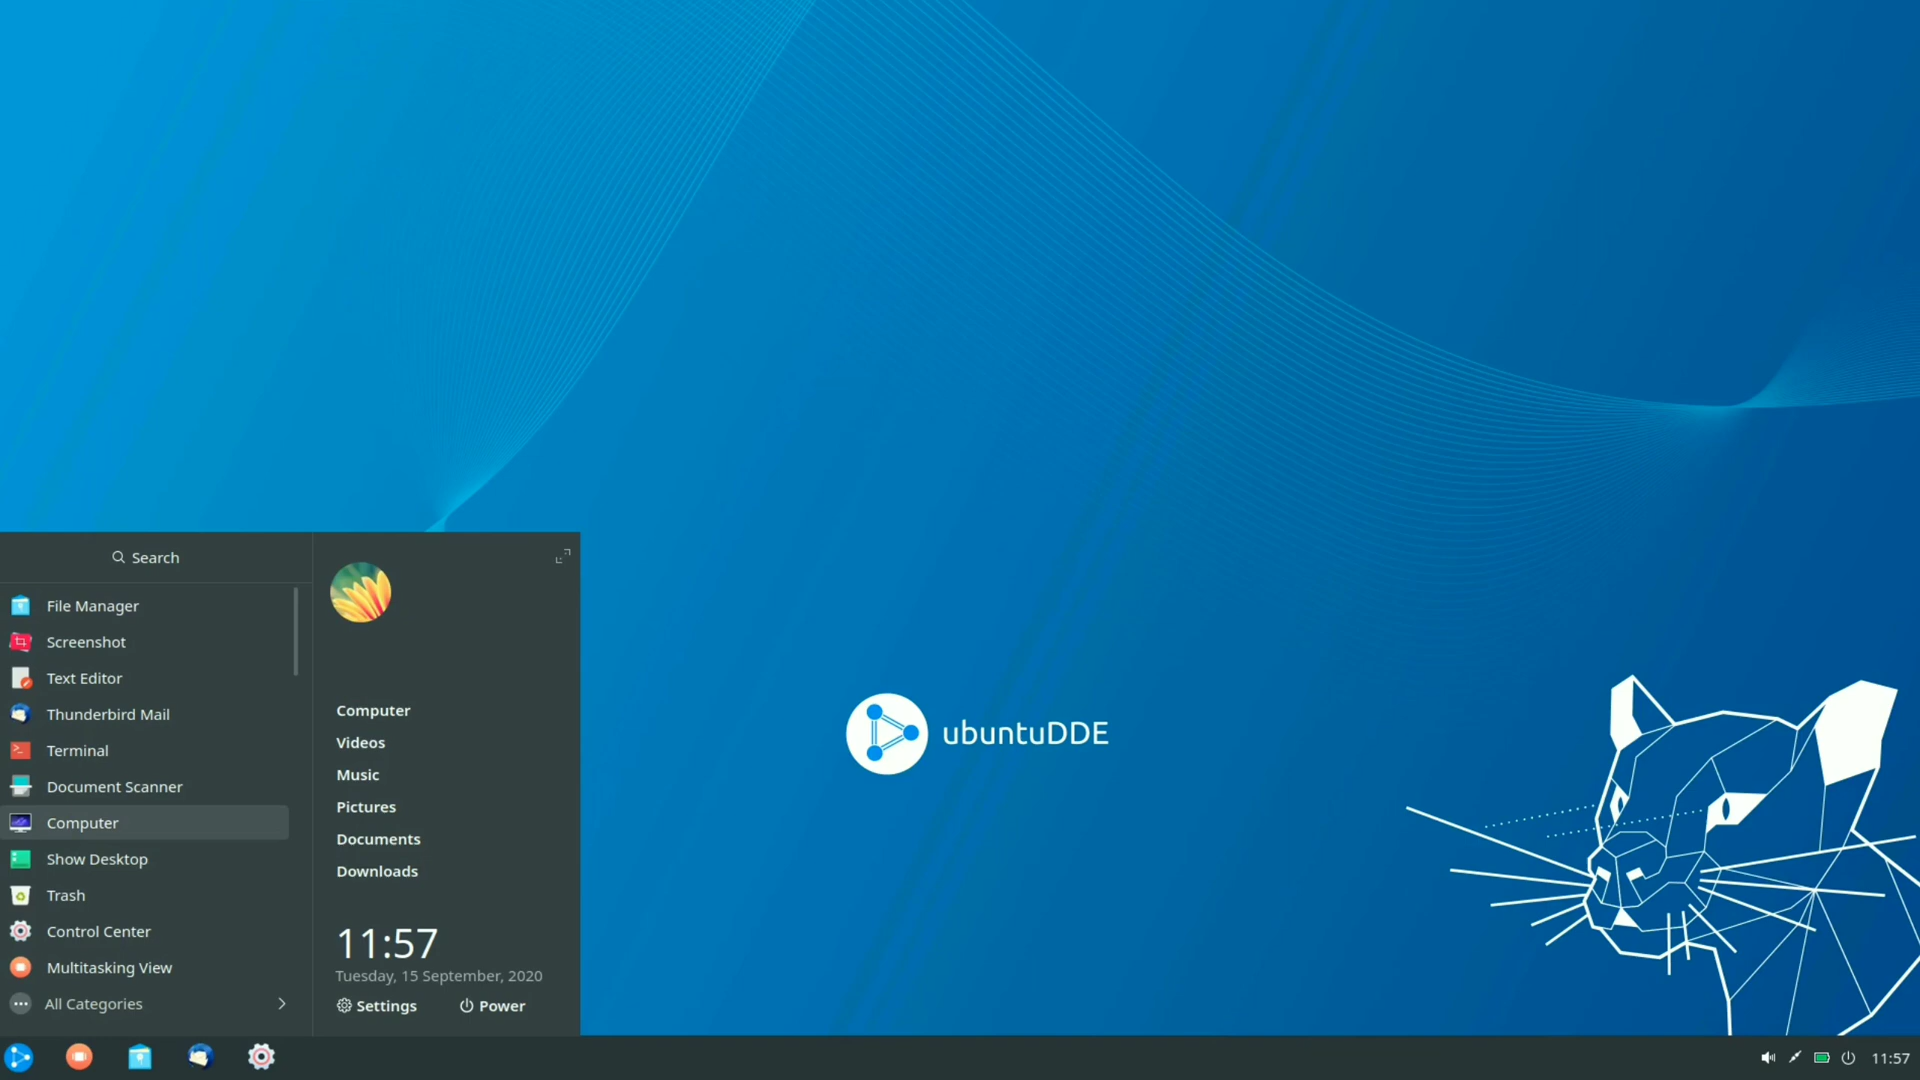 Search
File Manager
Screenshot
Text Editor
Thunderbird Mail
Terminal
Document Scanner
Computer
Show Desktop
Trash
Control Center
Multitasking View
All Categories
Computer
Videos
Music
Pictures
Documents
Downloads
11:57
Tuesday, 15 September, 2020
Settings
Power
ubuntuDDE
11:57